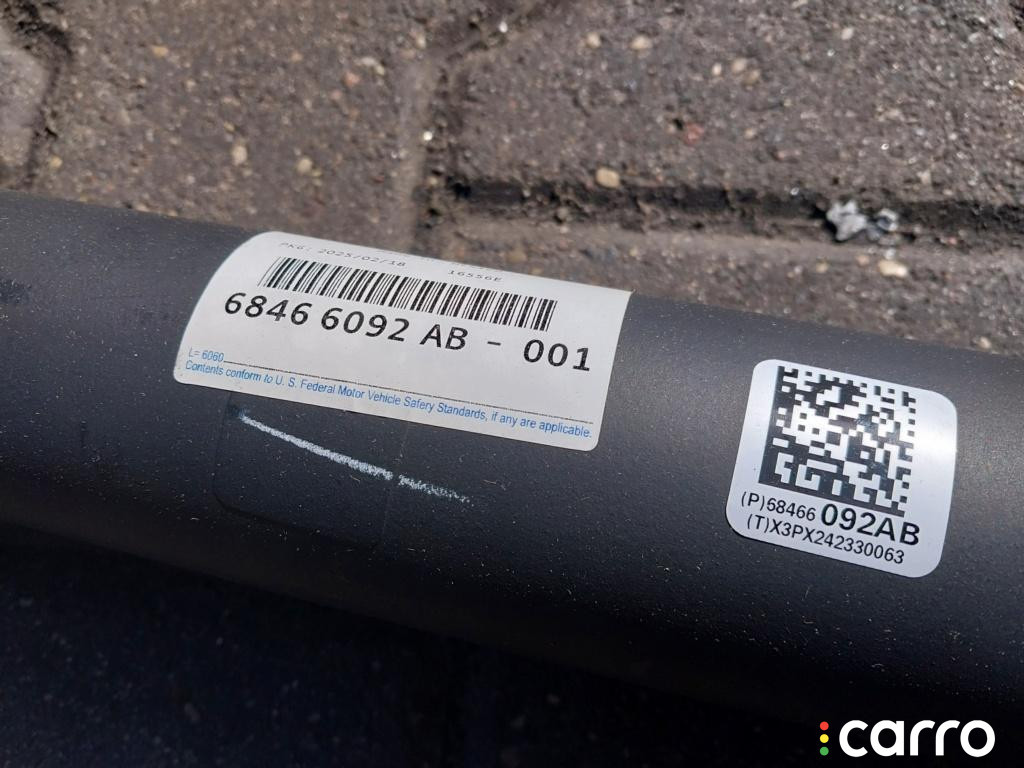 PKG: 2025/02/18 16556E
6846 6092 AB - 001
L= 6060
Contents conform to U. S. Federal Motor Vehicle Safery Standards, if any are applicable.
(P)68466 092AB
(T)X3PX242330063
carro